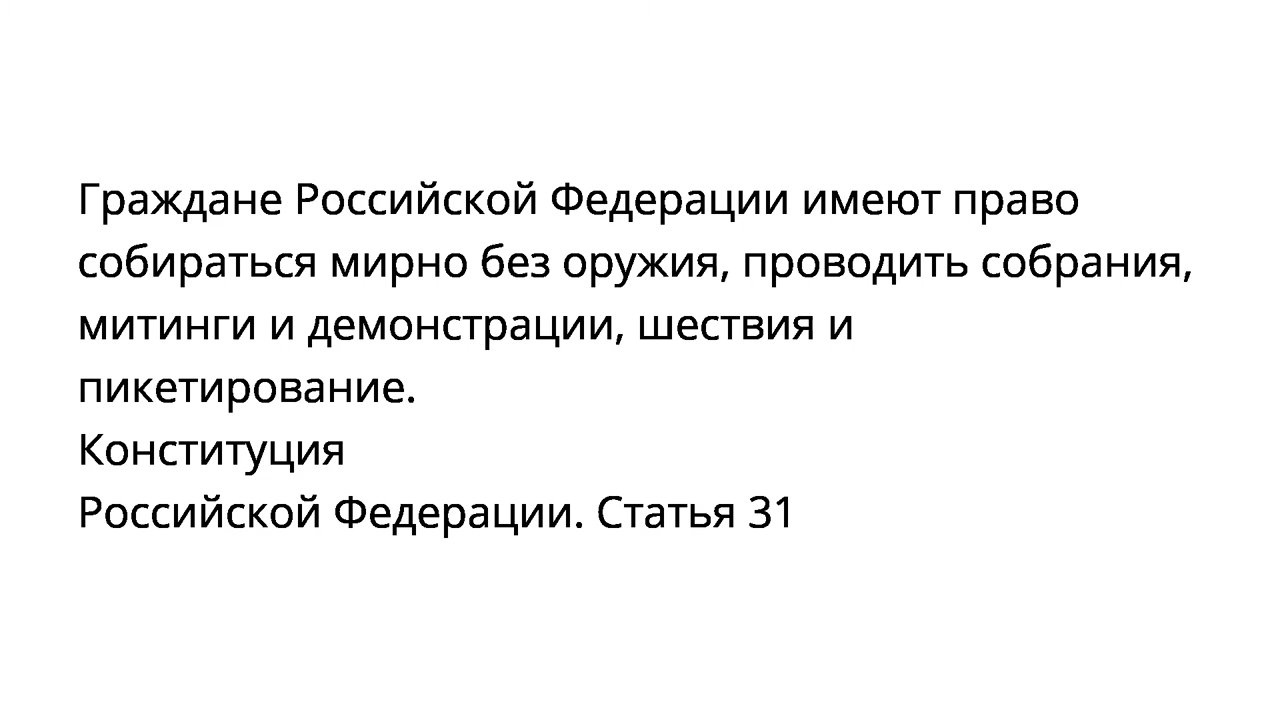 Граждане Российской Федерации имеют право
собираться мирно без оружия, проводить собрания,
митинги и демонстрации, шествия и
пикетирование.
Конституция
Российской Федерации. Статья 31